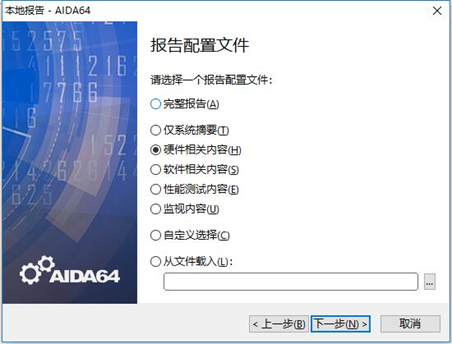 本地报告 - AIDA64
报告配置文件
请选择一个报告配置文件:
完整报告(A)
仅系统摘要(T)
硬件相关内容(H)
软件相关内容(S)
性能测试内容(E)
监视内容(U)
自定义选择(C)
从文件载入(L):
...
AIDA64
< 上一步(B)
下一步(N) >
取消